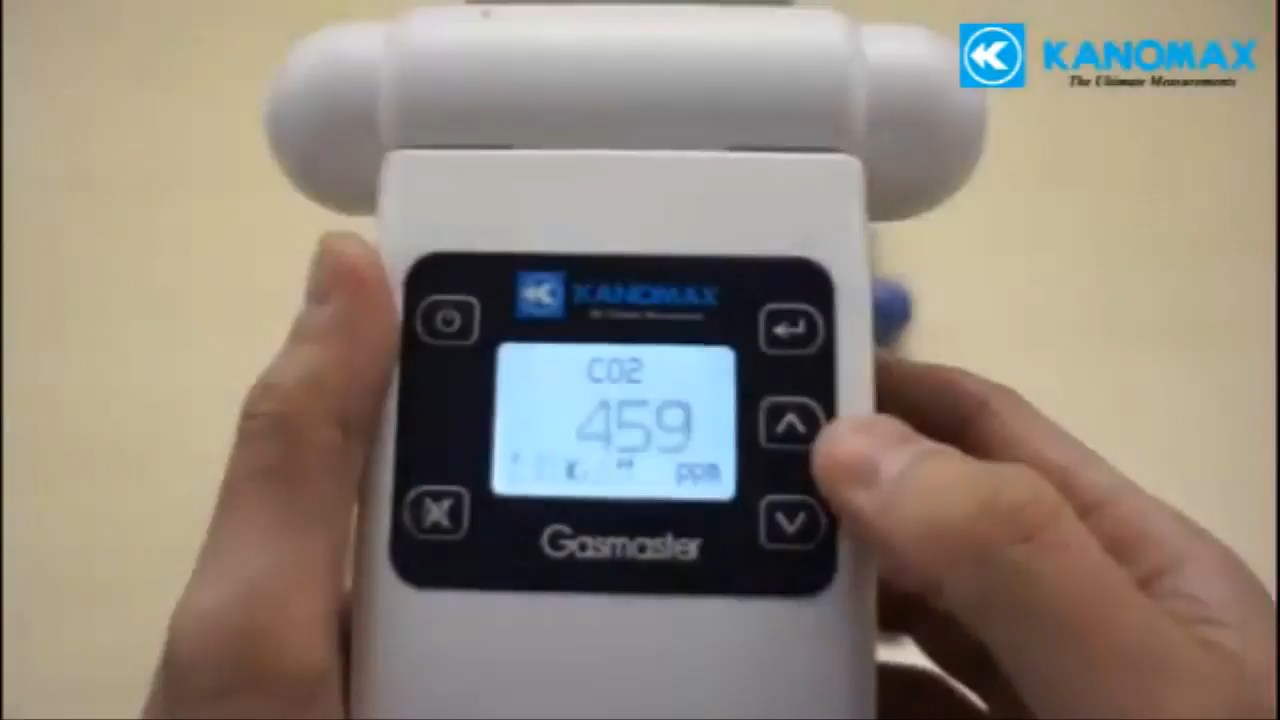 KANOMAX
The Ultimate Measurements
KANOMAX
CO2
459
ppm
Gasmaster